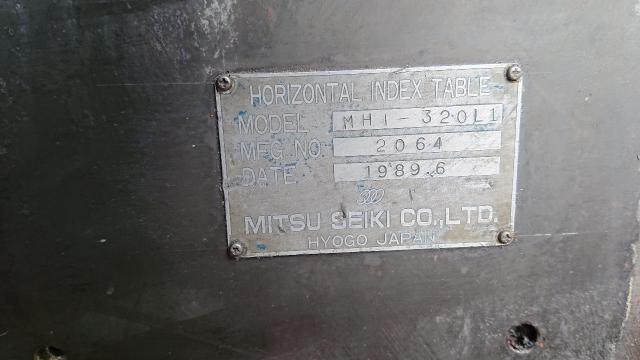 HORIZONTAL INDEX TABLE
MODEL MHI-320L1
MFG NO. 2064
DATE 1989.6
MITSU SEIKI CO.,LTD.
HYOGO JAPAN